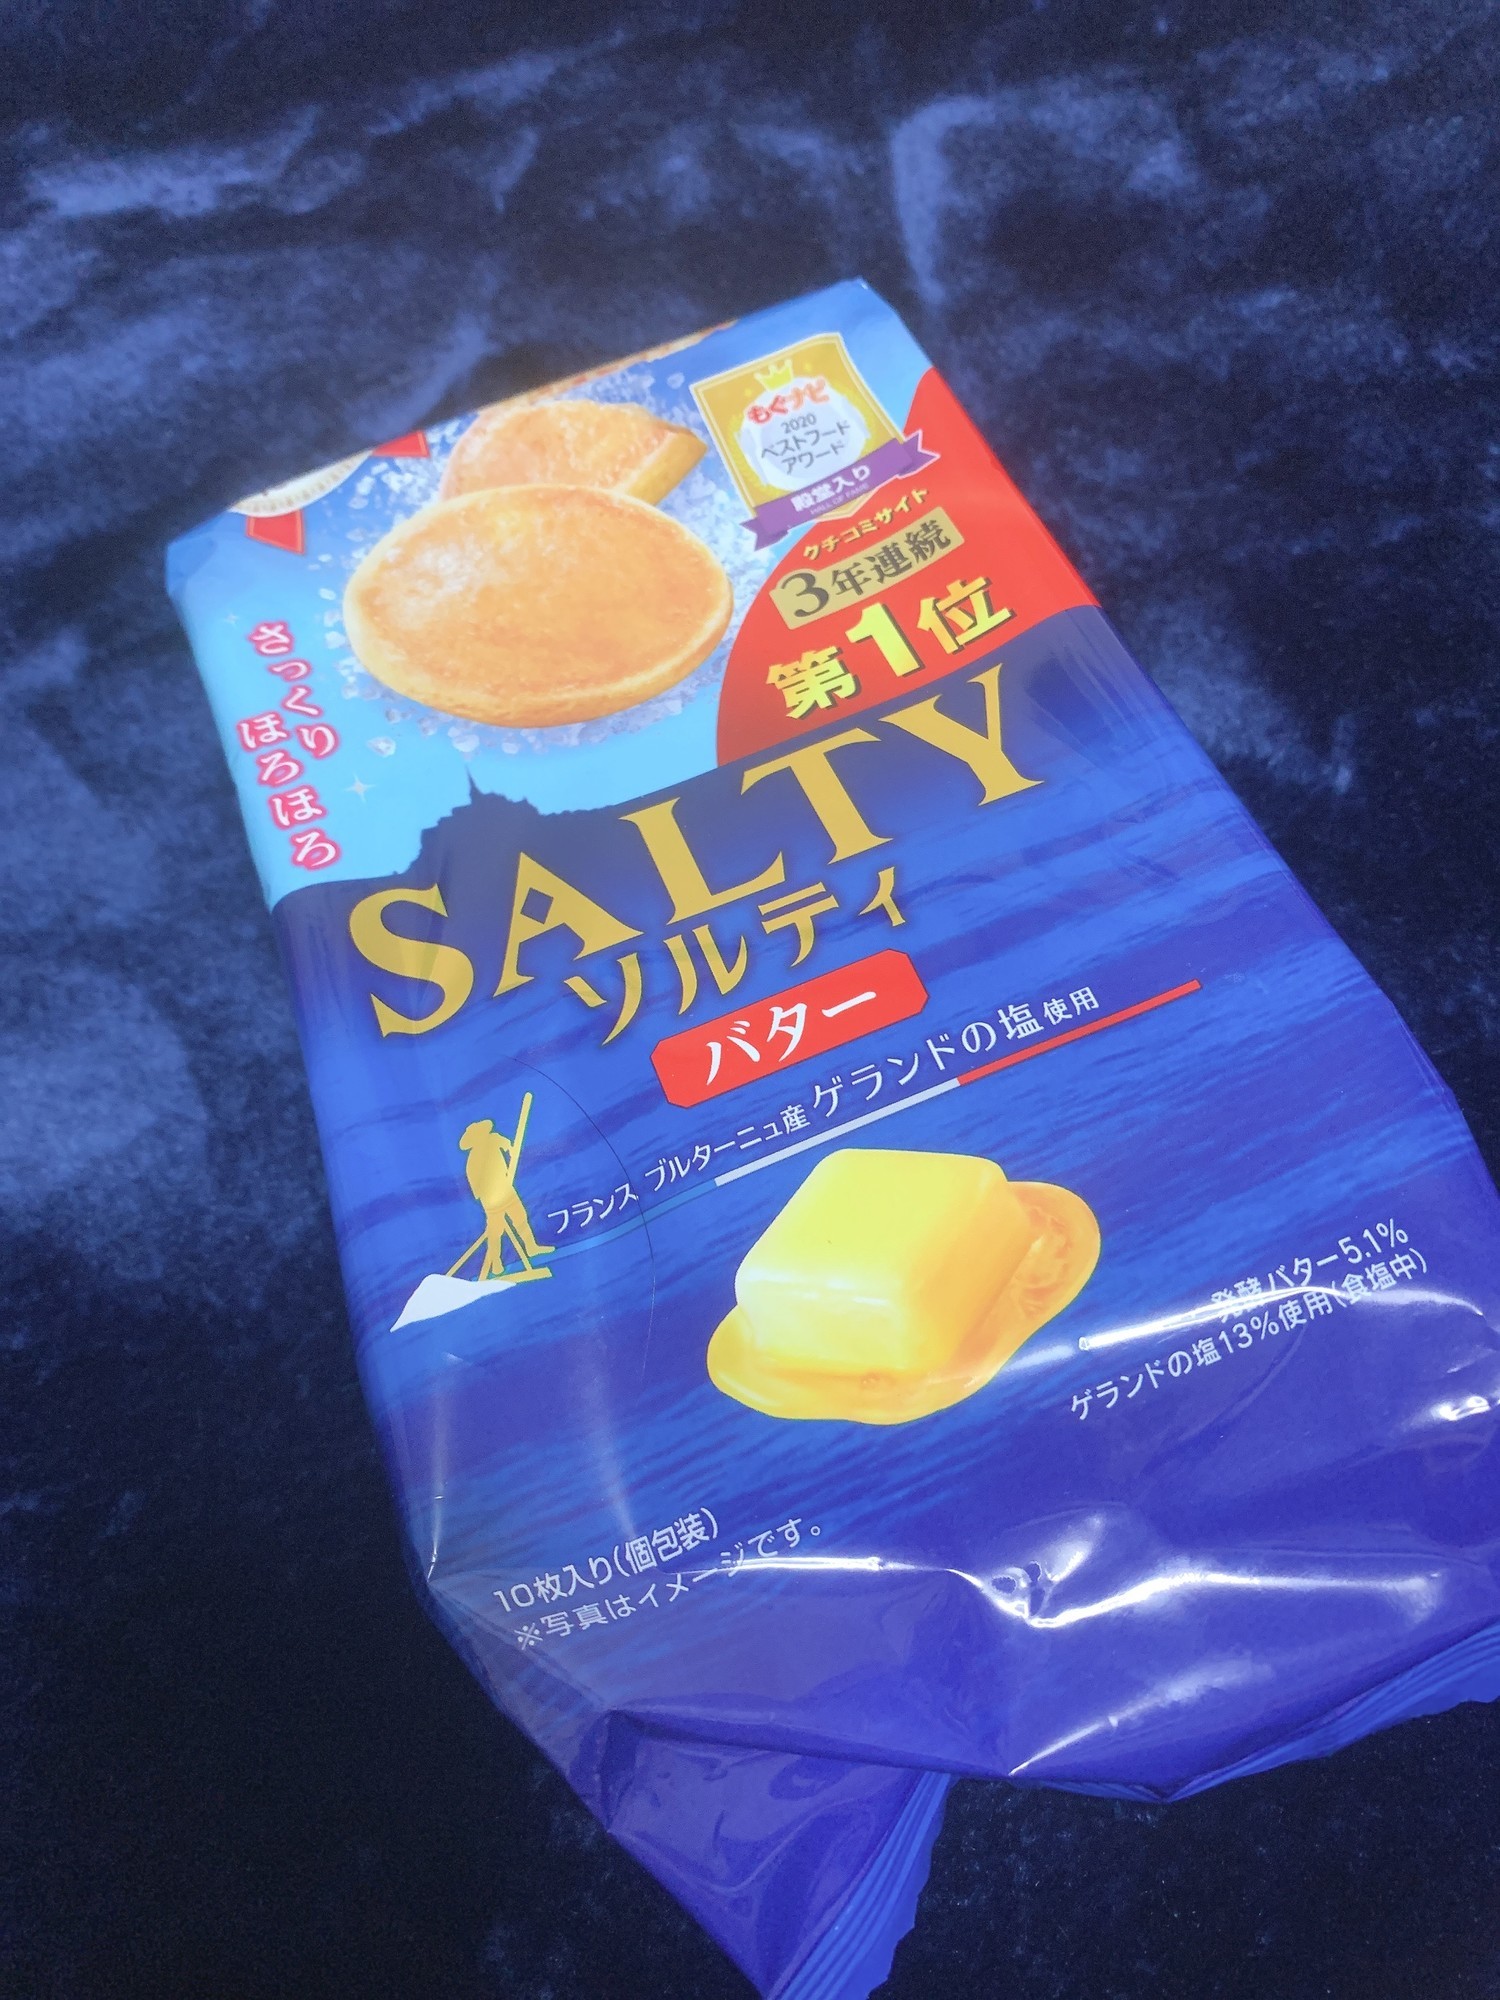 もぐナビ
2020
ベストフード
アワード
殿堂入り
HALL OF FAME
クチコミサイト
3年連続
第1位
さっくり
ほろほろ
SALTY
ソルティ
バター
フランス ブルターニュ産 ゲランドの塩使用
発酵バター5.1%
ゲランドの塩13%使用(食塩中)
10枚入り(個包装)
※写真はイメージです。